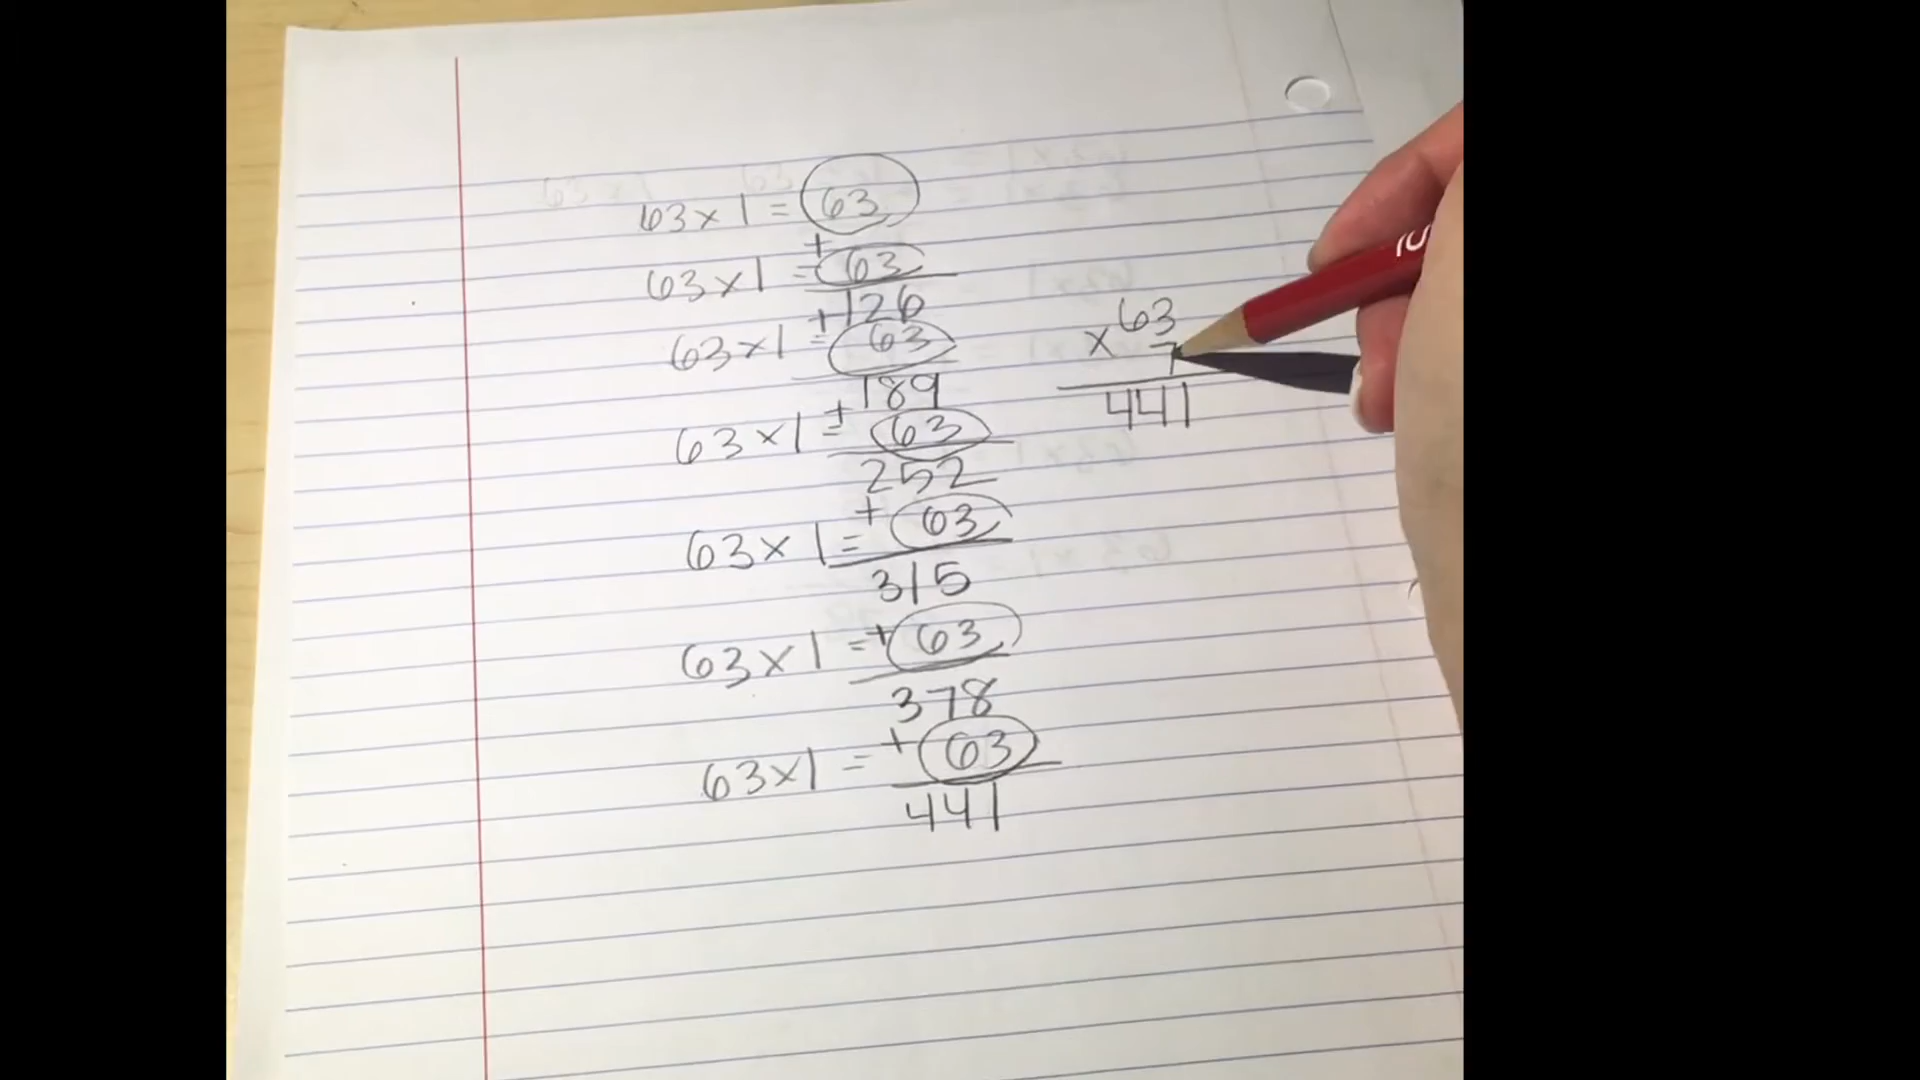 63 x 1 = 63
+
63 x 1 = 63
+ 126
63 x 1 = 63
189
63 x 1 = + 63
252
63 x 1 = + 63
315
63 x 1 = + 63
378
63 x 1 = + 63
441
63
x 7
441